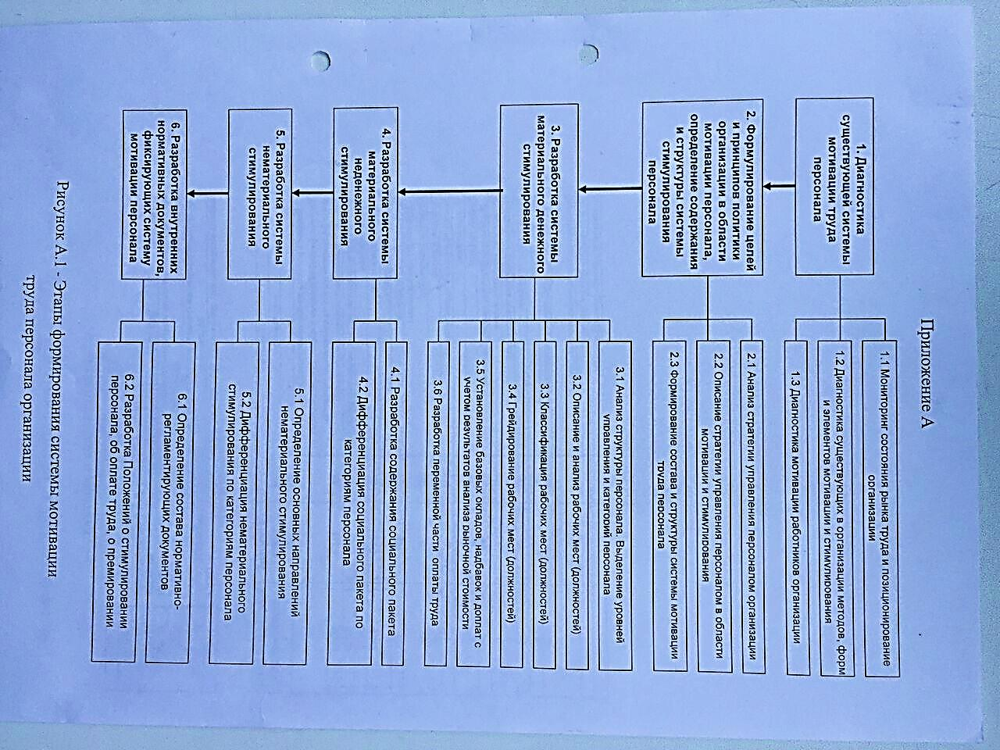 Приложение А
1. Диагностика
существующей системы
мотивации труда
персонала
1.1 Мониторинг состояния рынка труда и позиционирование
организации
1.2 Диагностика существующих в организации методов, форм
и элементов мотивации и стимулирования
1.3 Диагностика мотивации работников организации
2. Формулирование целей
и принципов политики
организации в области
мотивации персонала,
определение содержания
и структуры системы
стимулирования
персонала
2.1 Анализ стратегии управления персоналом организации
2.2 Описание стратегии управления персоналом в области
мотивации и стимулирования
2.3 Формирование состава и структуры системы мотивации
труда персонала
3. Разработка системы
материального денежного
стимулирования
3.1 Анализ структуры персонала. Выделение уровней
управления и категорий персонала
3.2 Описание и анализ рабочих мест (должностей)
3.3 Классификация рабочих мест (должностей)
3.4 Грейдирование рабочих мест (должностей)
3.5 Установление базовых окладов, надбавок и доплат с
учетом результатов анализа рыночной стоимости
3.6 Разработка переменной части оплаты труда
4. Разработка системы
материального
неденежного
стимулирования
4.1 Разработка содержания социального пакета
4.2 Дифференциация социального пакета по
категориям персонала
5. Разработка системы
нематериального
стимулирования
5.1 Определение основных направлений
нематериального стимулирования
5.2 Дифференциация нематериального
стимулирования по категориям персонала
6. Разработка внутренних
нормативных документов,
фиксирующих систему
мотивации персонала
6.1 Определение состава нормативно-
регламентирующих документов
6.2 Разработка Положений о стимулировании
персонала, об оплате труда, о премировании
Рисунок А.1 - Этапы формирования системы мотивации
труда персонала организации